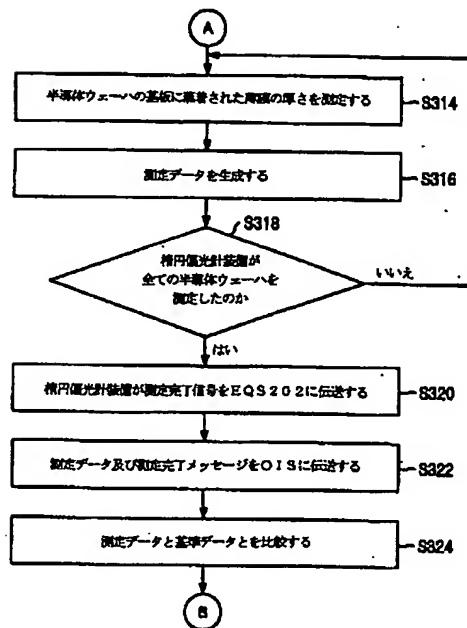 A
半導体ウェーハの基板に蒸着された薄膜の厚さを測定する
S314
測定データを生成する
S316
S318
楕円偏光計装備が
全ての半導体ウェーハを
測定したのか
いいえ
はい
楕円偏光計装備が測定完了信号をEQS202に伝送する
S320
測定データ及び測定完了メッセージをOISに伝送する
S322
測定データと基準データとを比較する
S324
B